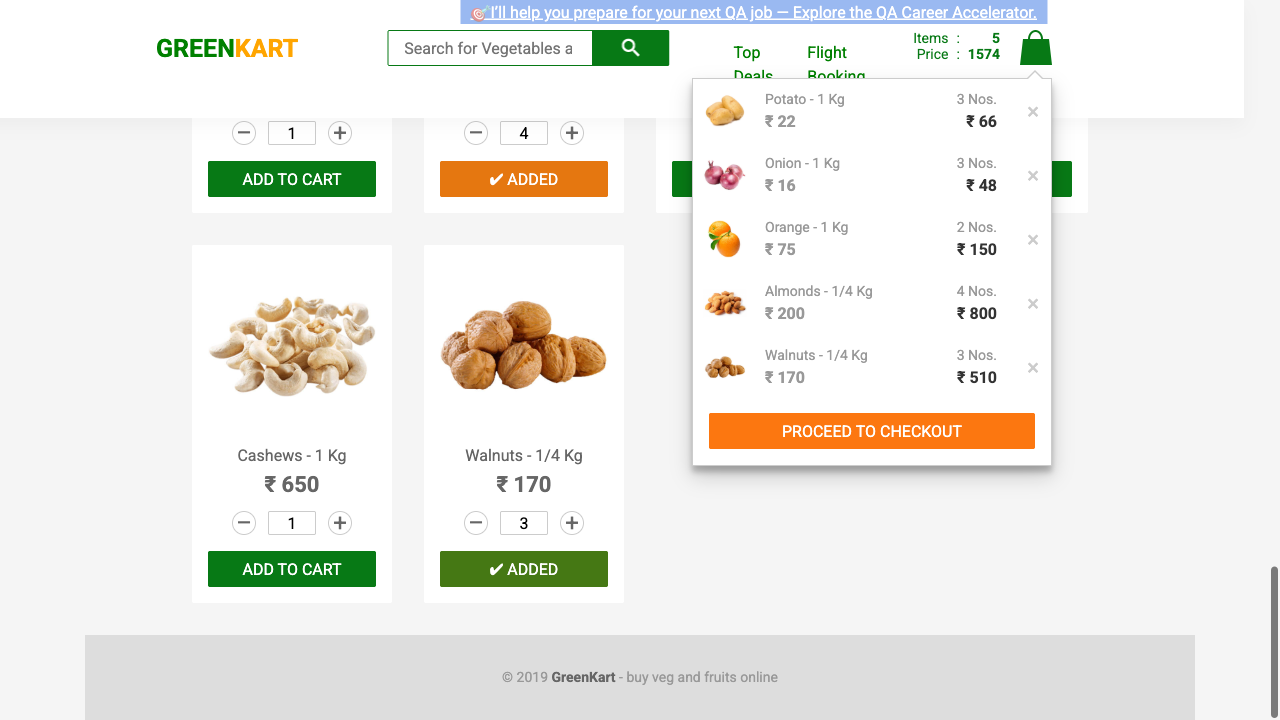 🎯 I'll help you prepare for your next QA job — Explore the QA Career Accelerator.
GREENKART
Search for Vegetables a
Top Deals
Flight Booking
Items : 5
Price : 1574
Potato - 1 Kg 3 Nos.
₹ 22 ₹ 66
×
Onion - 1 Kg 3 Nos.
₹ 16 ₹ 48
×
Orange - 1 Kg 2 Nos.
₹ 75 ₹ 150
×
Almonds - 1/4 Kg 4 Nos.
₹ 200 ₹ 800
×
Walnuts - 1/4 Kg 3 Nos.
₹ 170 ₹ 510
×
PROCEED TO CHECKOUT
− 1 +
ADD TO CART
− 4 +
✔ ADDED
Cashews - 1 Kg
₹ 650
− 1 +
ADD TO CART
Walnuts - 1/4 Kg
₹ 170
− 3 +
✔ ADDED
© 2019 GreenKart - buy veg and fruits online